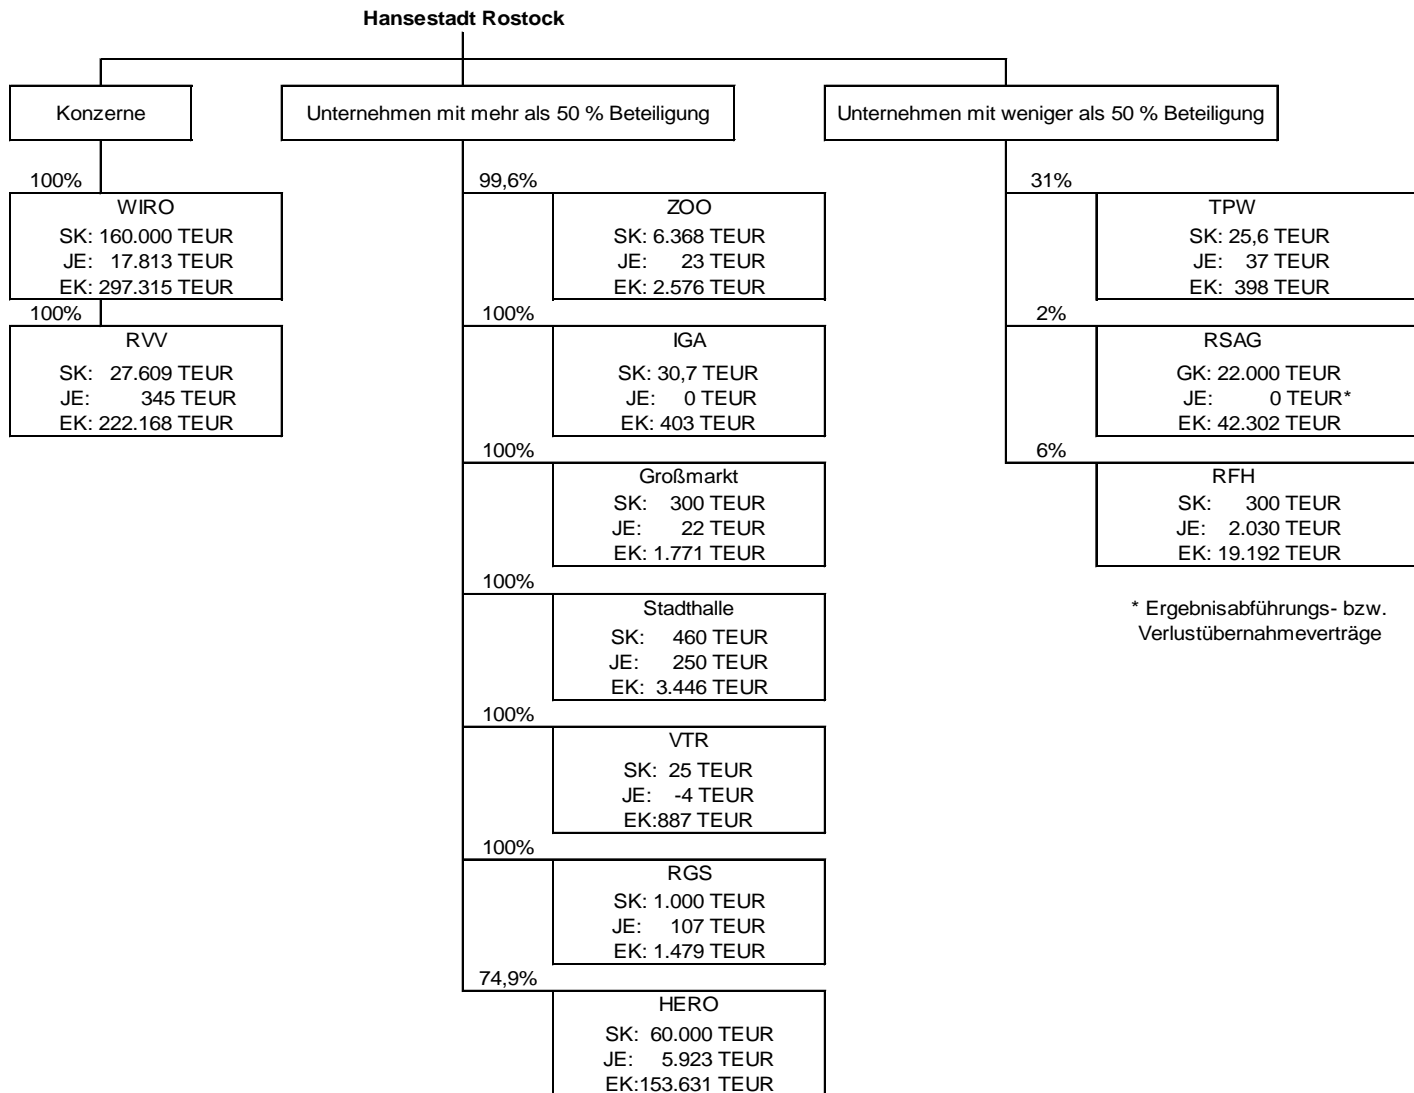 Hansestadt Rostock
Konzerne
Unternehmen mit mehr als 50 % Beteiligung
Unternehmen mit weniger als 50 % Beteiligung
100%
WIRO
SK: 160.000 TEUR
JE: 17.813 TEUR
EK: 297.315 TEUR
100%
RVV
SK: 27.609 TEUR
JE: 345 TEUR
EK: 222.168 TEUR
99,6%
ZOO
SK: 6.368 TEUR
JE: 23 TEUR
EK: 2.576 TEUR
100%
IGA
SK: 30,7 TEUR
JE: 0 TEUR
EK: 403 TEUR
100%
Großmarkt
SK: 300 TEUR
JE: 22 TEUR
EK: 1.771 TEUR
100%
Stadthalle
SK: 460 TEUR
JE: 250 TEUR
EK: 3.446 TEUR
100%
VTR
SK: 25 TEUR
JE: -4 TEUR
EK:887 TEUR
100%
RGS
SK: 1.000 TEUR
JE: 107 TEUR
EK: 1.479 TEUR
74,9%
HERO
SK: 60.000 TEUR
JE: 5.923 TEUR
EK:153.631 TEUR
31%
TPW
SK: 25,6 TEUR
JE: 37 TEUR
EK: 398 TEUR
2%
RSAG
GK: 22.000 TEUR
JE: 0 TEUR*
EK: 42.302 TEUR
6%
RFH
SK: 300 TEUR
JE: 2.030 TEUR
EK: 19.192 TEUR
* Ergebnisabführungs- bzw.
Verlustübernahmeverträge